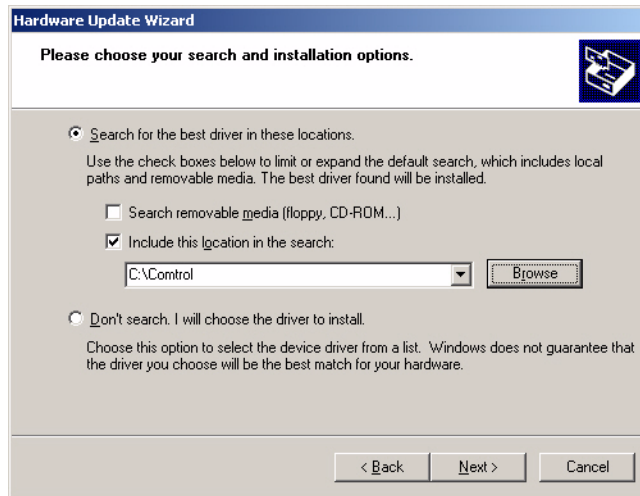 Hardware Update Wizard
Please choose your search and installation options.
Search for the best driver in these locations.
Use the check boxes below to limit or expand the default search, which includes local
paths and removable media. The best driver found will be installed.
Search removable media (floppy, CD-ROM...)
Include this location in the search:
C:\Comtrol
Browse
Don't search. I will choose the driver to install.
Choose this option to select the device driver from a list. Windows does not guarantee that
the driver you choose will be the best match for your hardware.
< Back Next > Cancel